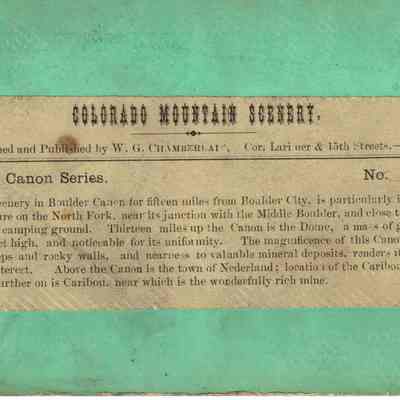 COLORADO MOUNTAIN SCENERY,
ned and Published by W. G. CHAMBERLAI, Cor. Larimer & 15th Streets.—
Canon Series. No.
cenery in Boulder Canon for fifteen miles from Boulder City, is particularly i
are on the North Fork, near its junction with the Middle Boulder, and close t
camping ground. Thirteen miles up the Canon is the Dome, a mass of g
et high, and noticeable for its uniformity. The magnificence of this Cano
ps and rocky walls, and nearness to valuable mineral deposits, renders it
terest. Above the Canon is the town of Nederland; location of the Caribou
urther on is Caribou, near which is the wonderfully rich mine.